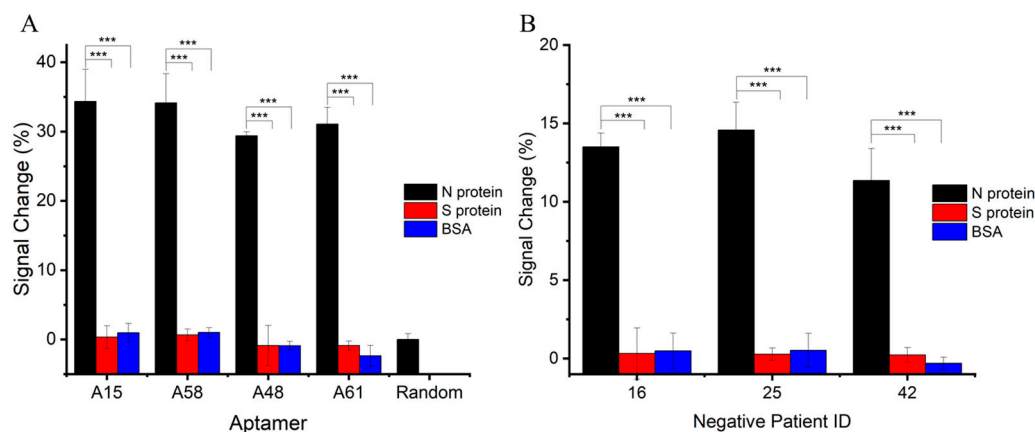 A
Signal Change (%)
40
30
20
10
0
***
***
***
***
***
***
***
***
N protein
S protein
BSA
A15
A58
A48
A61
Random
Aptamer
B
Signal Change (%)
20
15
10
5
0
***
***
***
***
***
***
N protein
S protein
BSA
16
25
42
Negative Patient ID